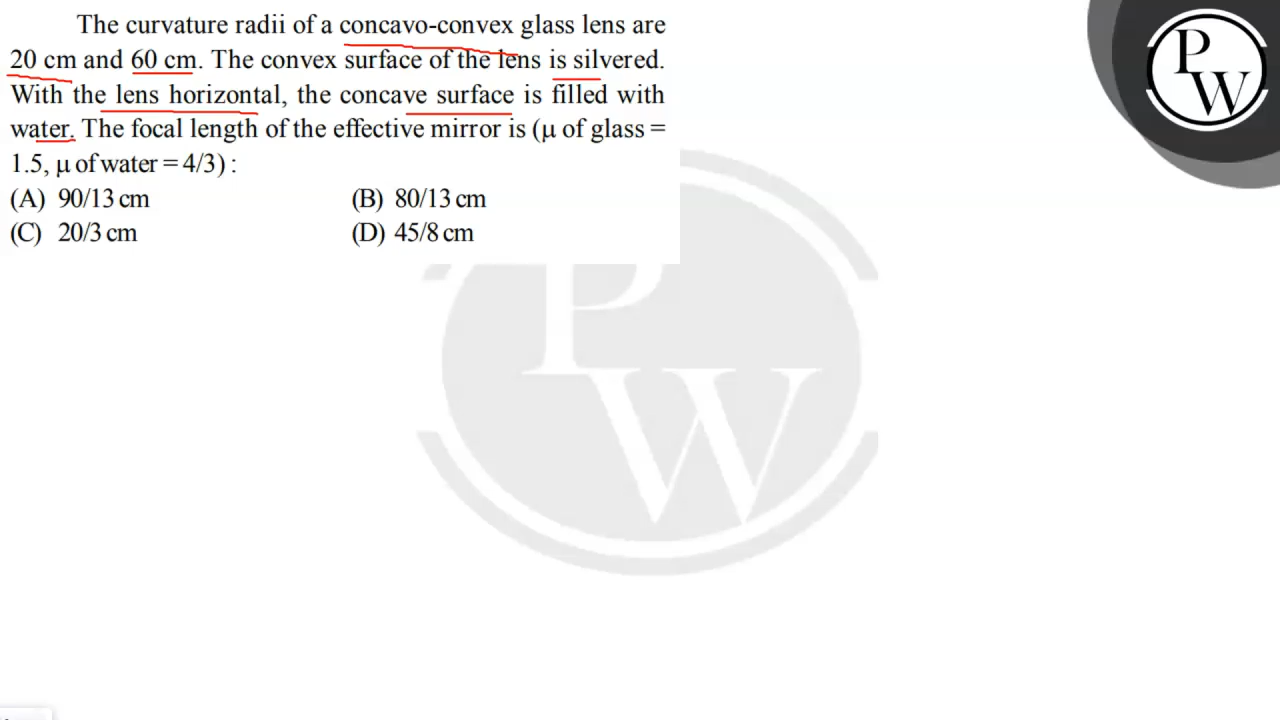 The curvature radii of a concavo-convex glass lens are
20 cm and 60 cm. The convex surface of the lens is silvered.
With the lens horizontal, the concave surface is filled with
water. The focal length of the effective mirror is (μ of glass =
1.5, μ of water = 4/3) :
(A) 90/13 cm (B) 80/13 cm
(C) 20/3 cm (D) 45/8 cm
P
W
P
W